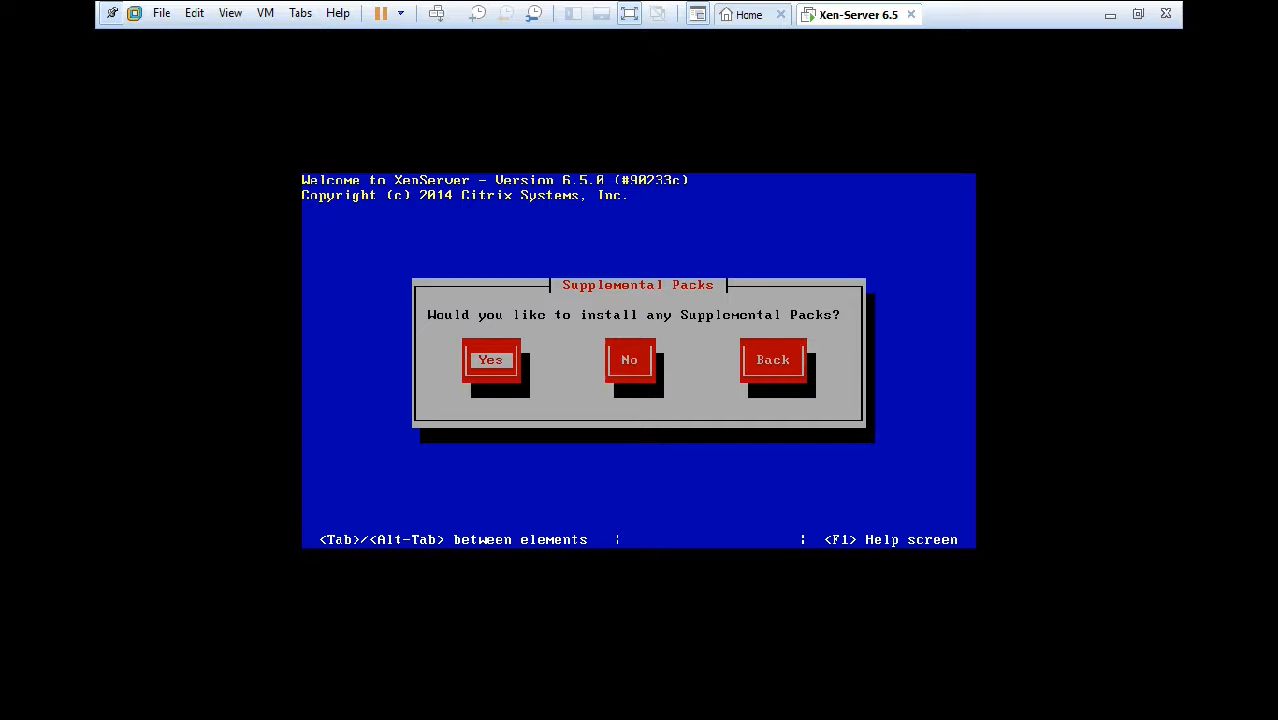 File Edit View VM Tabs Help Home Xen-Server 6.5
Welcome to XenServer - Version 6.5.0 (#90233c)
Copyright (c) 2014 Citrix Systems, Inc.
Supplemental Packs
Would you like to install any Supplemental Packs?
Yes No Back
<Tab>/<Alt-Tab> between elements | | <F1> Help screen